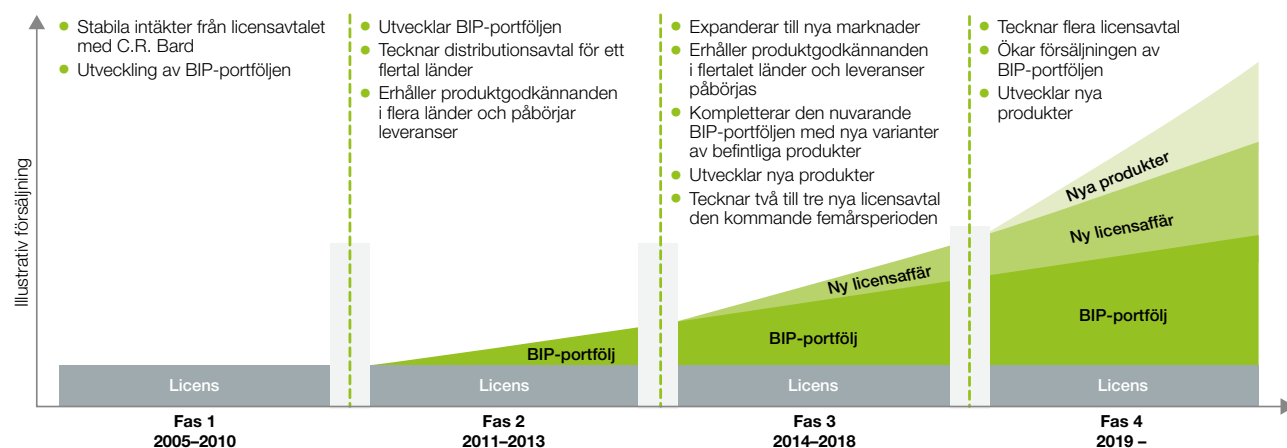 Stabila intäkter från licensavtalet
med C.R. Bard
Utveckling av BIP-portföljen
Utvecklar BIP-portföljen
Tecknar distributionsavtal för ett
flertal länder
Erhåller produktgodkännanden
i flera länder och påbörjar
leveranser
Expanderar till nya marknader
Erhåller produktgodkännanden
i flertalet länder och leveranser
påbörjas
Kompletterar den nuvarande
BIP-portföljen med nya varianter
av befintliga produkter
Utvecklar nya produkter
Tecknar två till tre nya licensavtal
den kommande femårsperioden
Tecknar flera licensavtal
Ökar försäljningen av
BIP-portföljen
Utvecklar nya
produkter
Illustrativ försäljning
Nya produkter
Ny licensaffär
Ny licensaffär
BIP-portfölj
BIP-portfölj
BIP-portfölj
Licens
Licens
Licens
Licens
Fas 1
2005–2010
Fas 2
2011–2013
Fas 3
2014–2018
Fas 4
2019 –